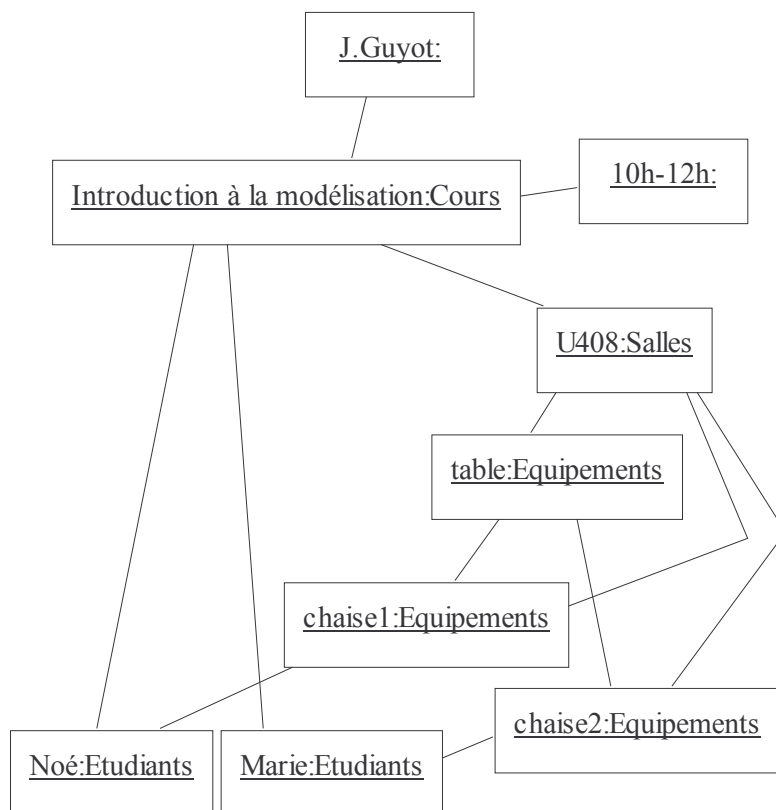 J.Guyot:
Introduction à la modélisation:Cours
10h-12h:
U408:Salles
table:Equipements
chaise1:Equipements
chaise2:Equipements
Noé:Etudiants
Marie:Etudiants